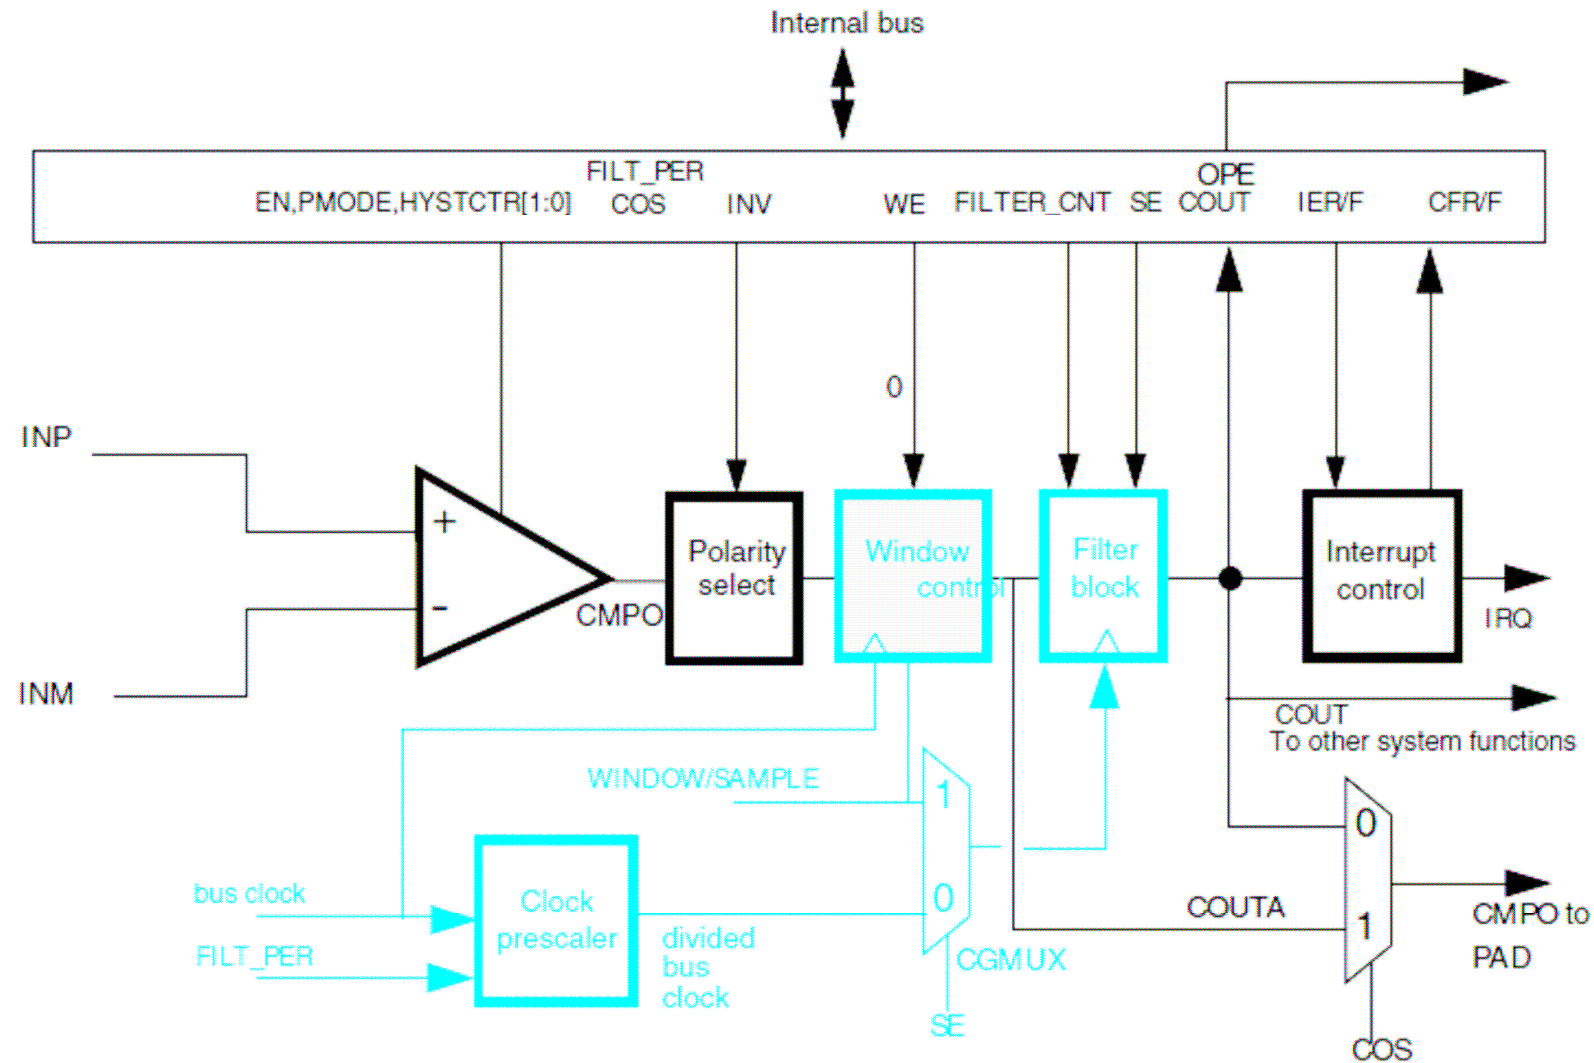 Internal bus
FILT_PER
OPE
EN,PMODE,HYSTCTR[1:0]
COS
INV
WE
FILTER_CNT
SE
COUT
IER/F
CFR/F
0
INP
+
-
INM
CMPO
Polarity
select
Window
control
Filter
block
Interrupt
control
IRQ
COUT
To other system functions
WINDOW/SAMPLE
1
0
CGMUX
SE
bus clock
FILT_PER
Clock
prescaler
divided
bus
clock
COUTA
0
1
CMPO to
PAD
COS